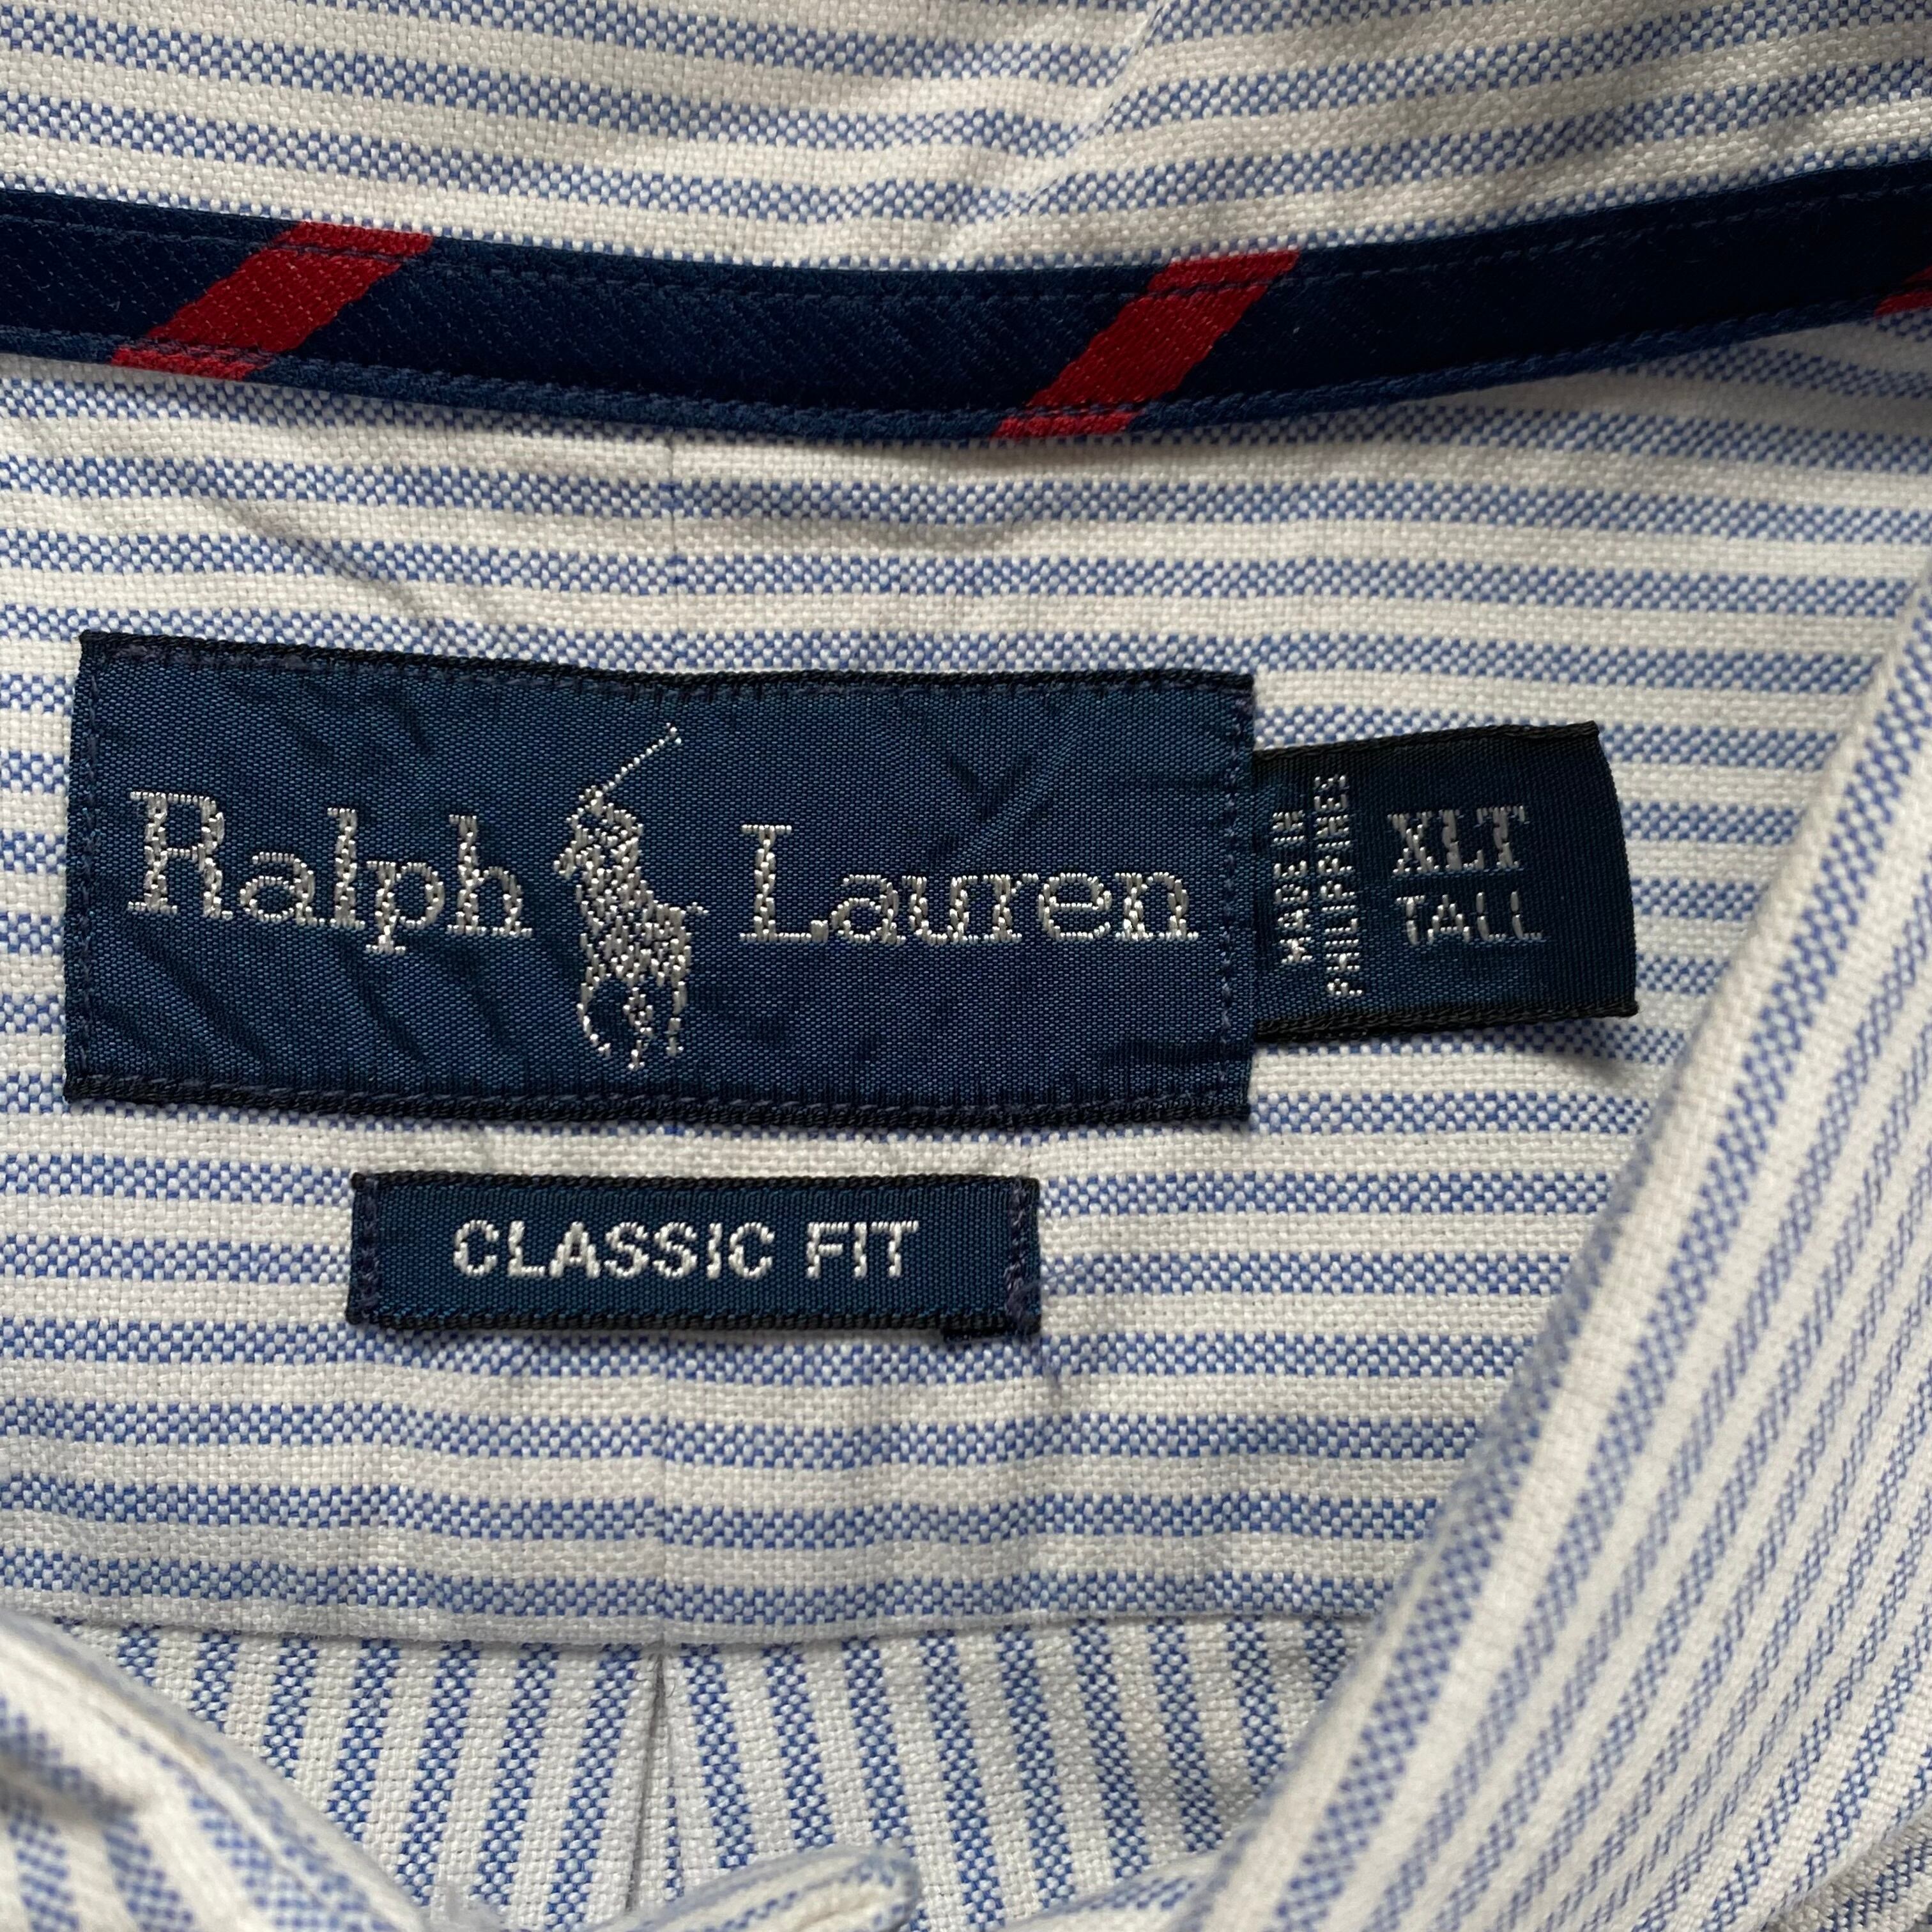 Ralph Lauren
MADE IN
PHILIPPINES
XLT
TALL
CLASSIC FIT